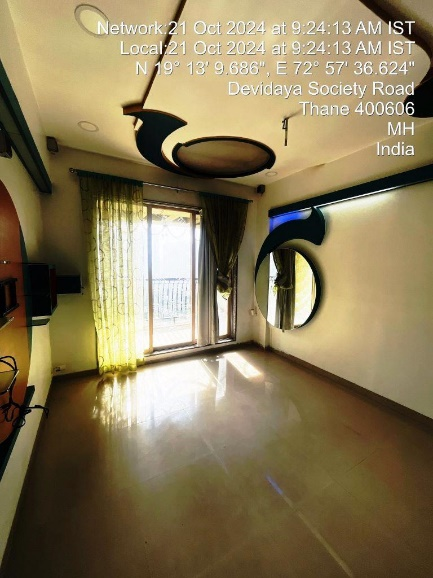 Network:21 Oct 2024 at 9:24:13 AM IST
Local:21 Oct 2024 at 9:24:13 AM IST
N 19° 13' 9.686", E 72° 57' 36.624"
Devidaya Society Road
Thane 400606
MH
India